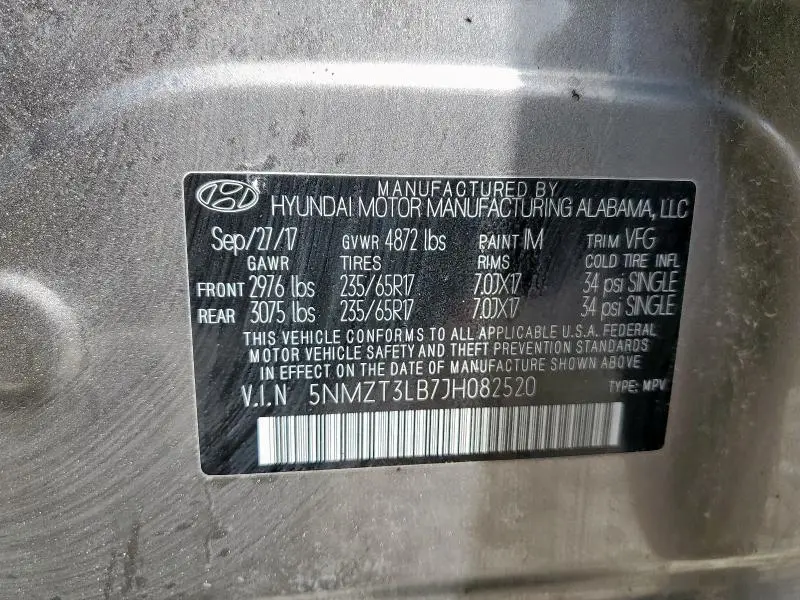 MANUFACTURED BY
HYUNDAI MOTOR MANUFACTURING ALABAMA, LLC
Sep/27/17 GVWR 4872 lbs PAINT IM TRIM VFG
GAWR TIRES RIMS COLD TIRE INFL
FRONT 2976 lbs 235/65R17 7.0JX17 34 psi SINGLE
REAR 3075 lbs 235/65R17 7.0JX17 34 psi SINGLE
THIS VEHICLE CONFORMS TO ALL APPLICABLE U.S.A. FEDERAL
MOTOR VEHICLE SAFETY AND THEFT PREVENTION STANDARDS
IN EFFECT ON THE DATE OF MANUFACTURE SHOWN ABOVE
V.I.N 5NMZT3LB7JH082520 TYPE: MPV